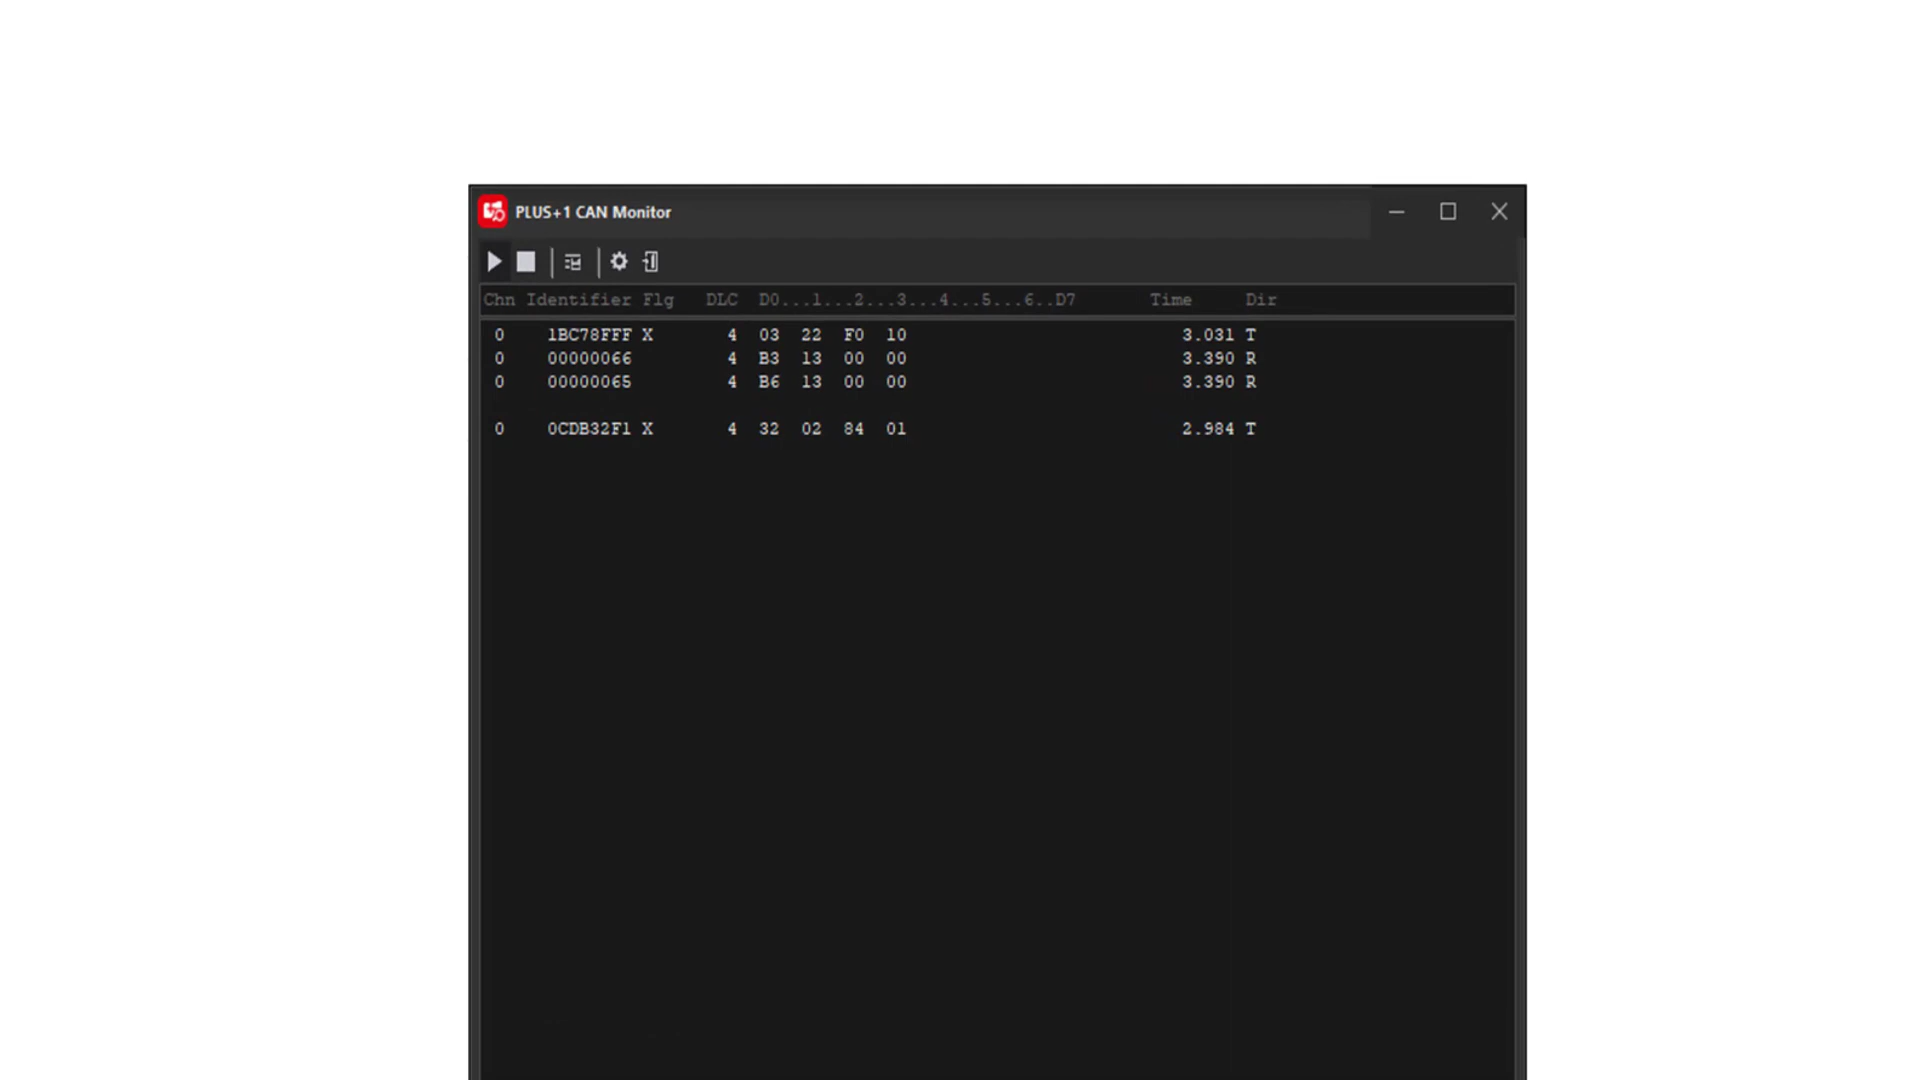 PLUS+1 CAN Monitor
Chn Identifier Flg DLC D0...1...2...3...4...5...6..D7 Time Dir
0 1BC78FFF X 4 03 22 F0 10 3.031 T
0 00000066 4 B3 13 00 00 3.390 R
0 00000065 4 B6 13 00 00 3.390 R
0 0CDB32F1 X 4 32 02 84 01 2.984 T